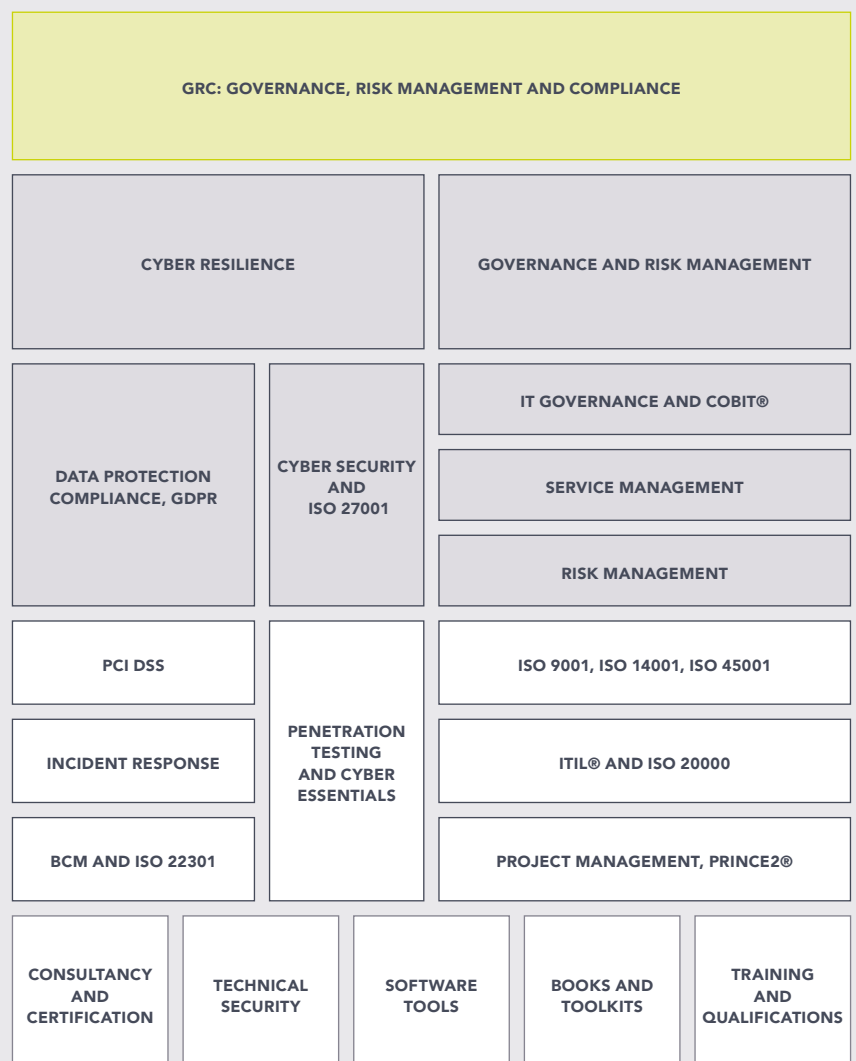 GRC: GOVERNANCE, RISK MANAGEMENT AND COMPLIANCE
CYBER RESILIENCE
GOVERNANCE AND RISK MANAGEMENT
DATA PROTECTION
COMPLIANCE, GDPR
CYBER SECURITY
AND
ISO 27001
IT GOVERNANCE AND COBIT®
SERVICE MANAGEMENT
RISK MANAGEMENT
PCI DSS
INCIDENT RESPONSE
BCM AND ISO 22301
PENETRATION
TESTING
AND CYBER
ESSENTIALS
ISO 9001, ISO 14001, ISO 45001
ITIL® AND ISO 20000
PROJECT MANAGEMENT, PRINCE2®
CONSULTANCY
AND
CERTIFICATION
TECHNICAL
SECURITY
SOFTWARE
TOOLS
BOOKS AND
TOOLKITS
TRAINING
AND
QUALIFICATIONS